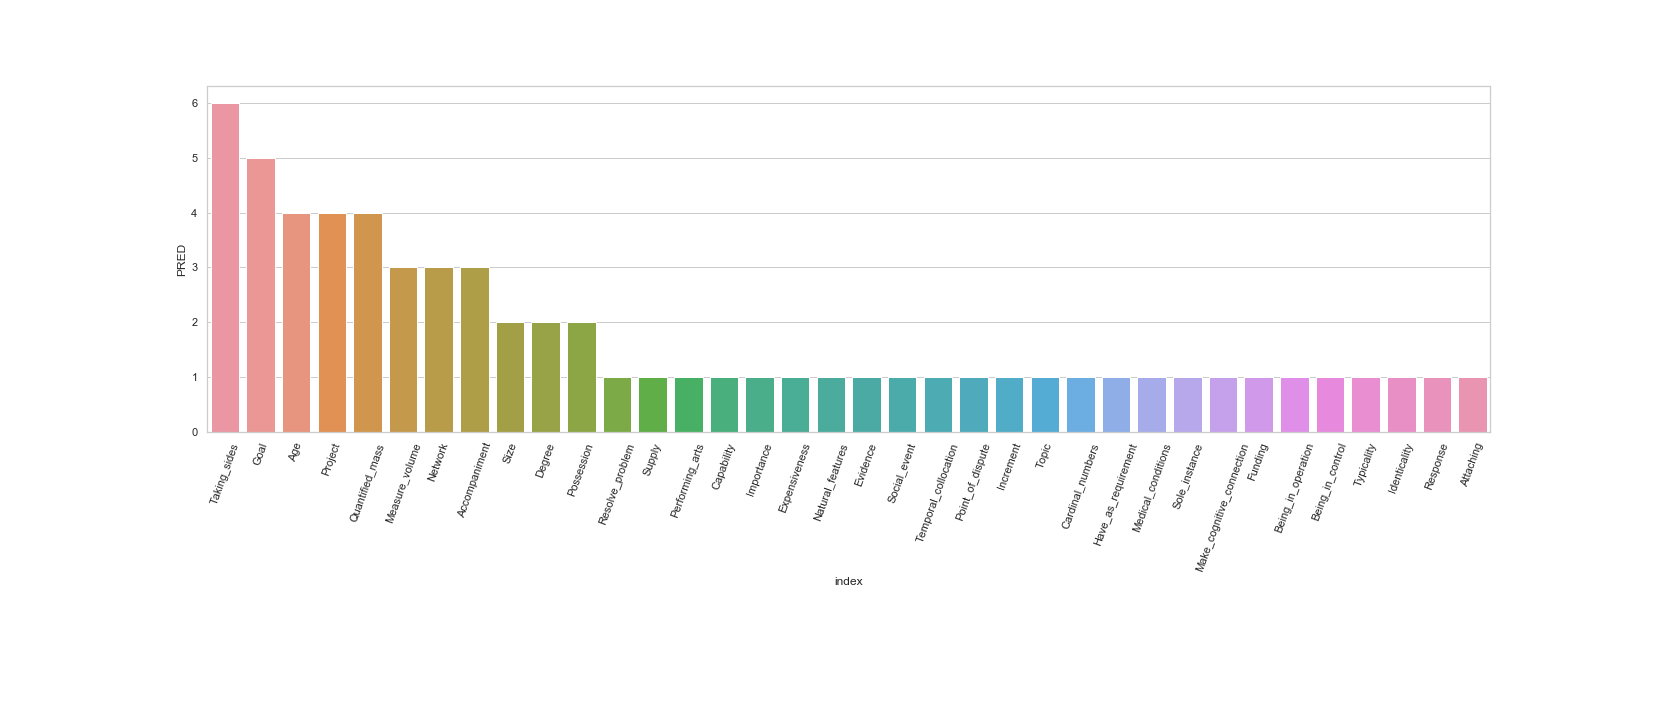 6
5
4
3
2
1
0
PRED
Taking_sides
Goal
Age
Project
Quantified_mass
Measure_volume
Network
Accompaniment
Size
Degree
Possession
Resolve_problem
Supply
Performing_arts
Capability
Importance
Expensiveness
Natural_features
Evidence
Social_event
Temporal_collocation
Point_of_dispute
Increment
Topic
Cardinal_numbers
Have_as_requirement
Medical_conditions
Sole_instance
Make_cognitive_connection
Funding
Being_in_operation
Being_in_control
Typicality
Identicality
Response
Attaching
index